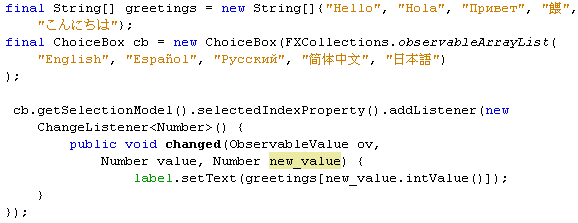 final String[] greetings = new String[]{"Hello", "Hola", "Привет", "餵",
"こんにちは"};
final ChoiceBox cb = new ChoiceBox(FXCollections.observableArrayList(
"English", "Español", "Русский", "简体中文", "日本語")
);
cb.getSelectionModel().selectedIndexProperty().addListener(new
ChangeListener<Number>() {
public void changed(ObservableValue ov,
Number value, Number new_value) {
label.setText(greetings[new_value.intValue()]);
}
});